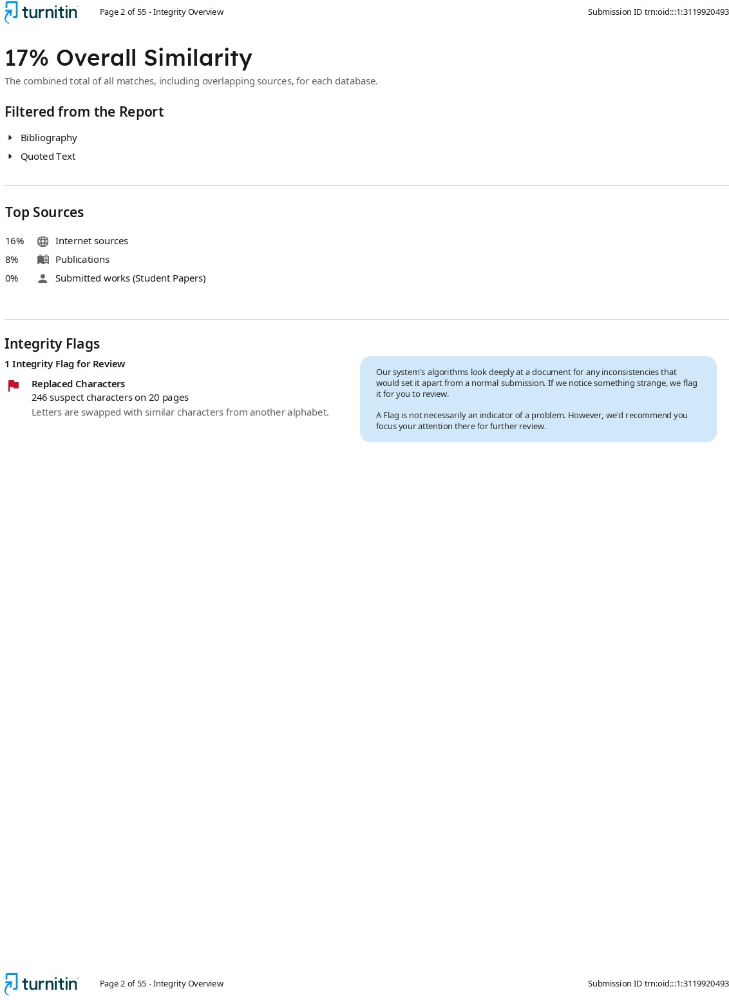 turnitin Page 2 of 55 - Integrity Overview Submission ID trn:oid:::1:3119920493
17% Overall Similarity
The combined total of all matches, including overlapping sources, for each database.
Filtered from the Report
Bibliography
Quoted Text
Top Sources
16% Internet sources
8% Publications
0% Submitted works (Student Papers)
Integrity Flags
1 Integrity Flag for Review
Replaced Characters
246 suspect characters on 20 pages
Letters are swapped with similar characters from another alphabet.
Our system's algorithms look deeply at a document for any inconsistencies that
would set it apart from a normal submission. If we notice something strange, we flag
it for you to review.
A Flag is not necessarily an indicator of a problem. However, we'd recommend you
focus your attention there for further review.
turnitin Page 2 of 55 - Integrity Overview Submission ID trn:oid:::1:3119920493